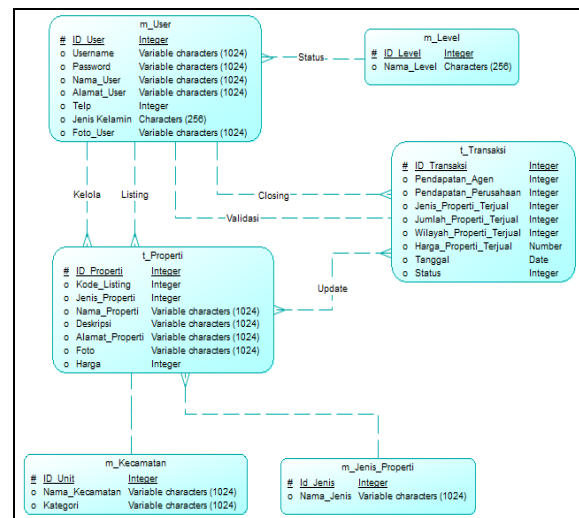 m_User
# ID_User Integer
o Username Variable characters (1024)
o Password Variable characters (1024)
o Nama_User Variable characters (1024)
o Alamat_User Variable characters (1024)
o Telp Integer
o Jenis Kelamin Characters (256)
o Foto_User Variable characters (1024)
Status
m_Level
# ID_Level Integer
o Nama_Level Characters (256)
Kelola
Listing
Closing
Validasi
t_Transaksi
# ID_Transaksi Integer
o Pendapatan_Agen Integer
o Pendapatan_Perusahaan Integer
o Jenis_Properti_Terjual Integer
o Jumlah_Properti_Terjual Integer
o Wilayah_Properti_Terjual Integer
o Harga_Properti_Terjual Number
o Tanggal Date
o Status Integer
Update
t_Properti
# ID_Properti Integer
o Kode_Listing Integer
o Jenis_Properti Integer
o Nama_Properti Variable characters (1024)
o Deskripsi Variable characters (1024)
o Alamat_Properti Variable characters (1024)
o Foto Variable characters (1024)
o Harga Integer
m_Kecamatan
# ID_Unit Integer
o Nama_Kecamatan Variable characters (1024)
o Kategori Variable characters (1024)
m_Jenis_Properti
# Id_Jenis Integer
o Nama_Jenis Variable characters (1024)